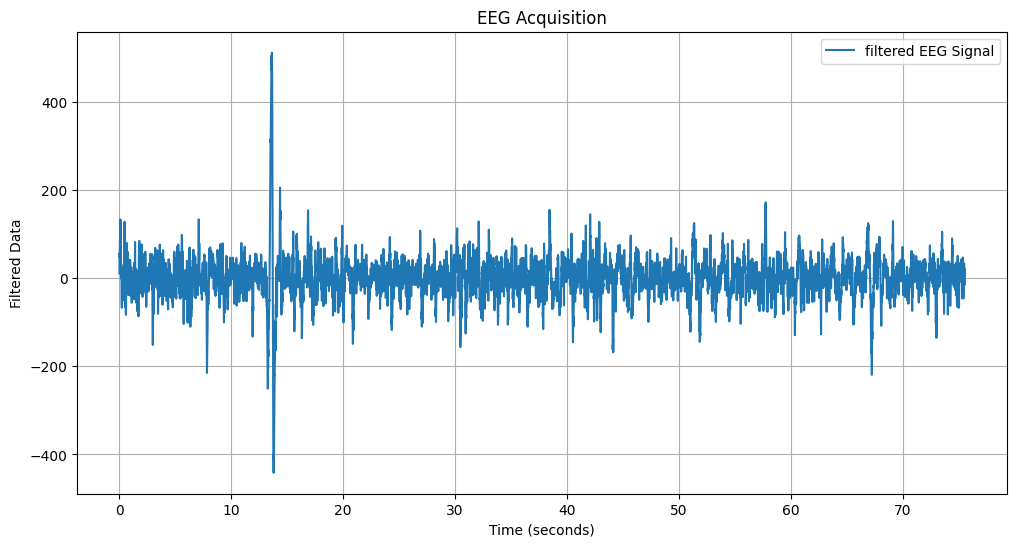 EEG Acquisition
filtered EEG Signal
Filtered Data
400
200
0
−200
−400
0 10 20 30 40 50 60 70
Time (seconds)